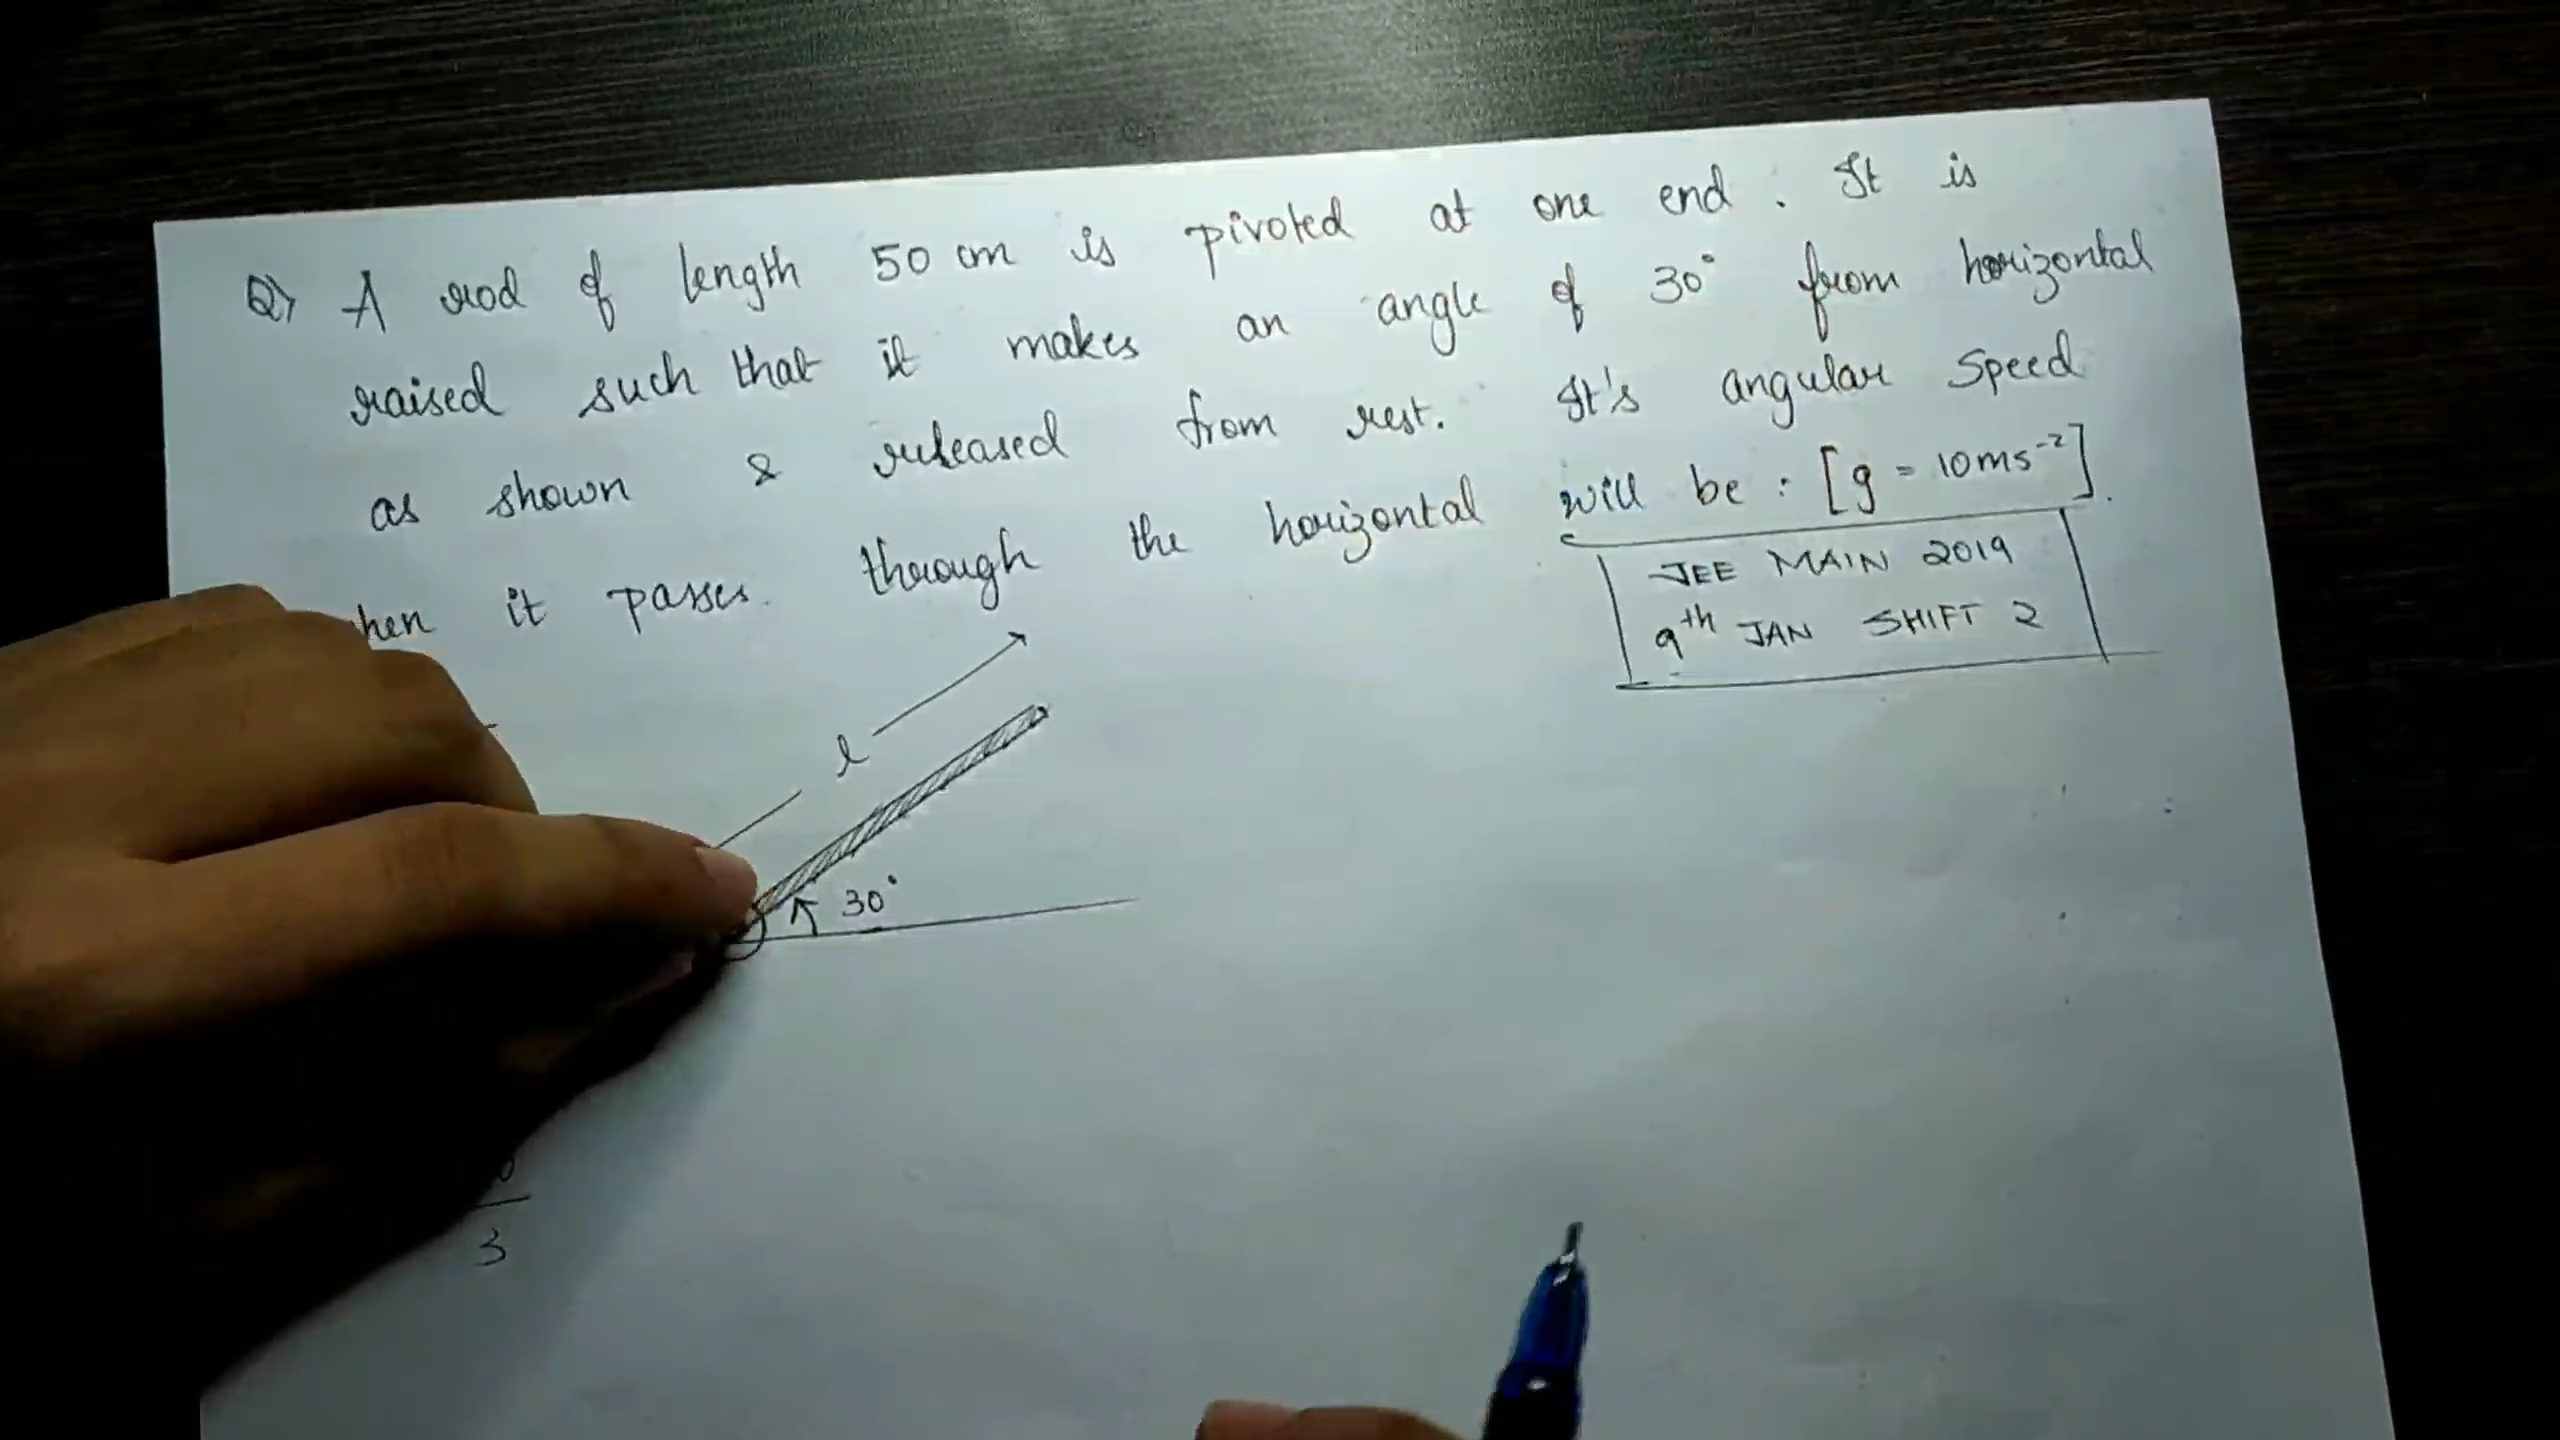 Q) A rod of length 50 cm is pivoted at one end. It is
raised such that it makes an angle of 30° from horizontal
as shown & released from rest. It's angular speed
hen it passes through the horizontal will be : [g = 10ms⁻²].
JEE MAIN 2019
9th JAN SHIFT 2
l
30°
3